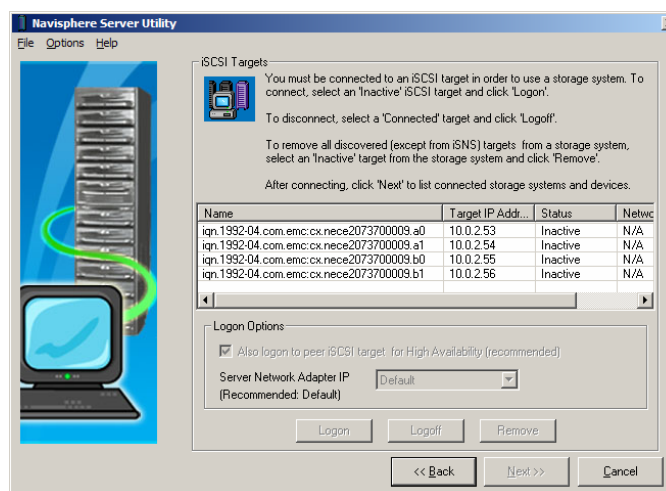 Navisphere Server Utility
File Options Help
iSCSI Targets
You must be connected to an iSCSI target in order to use a storage system. To
connect, select an 'Inactive' iSCSI target and click 'Logon'.
To disconnect, select a 'Connected' target and click 'Logoff'.
To remove all discovered (except from iSNS) targets from a storage system,
select an 'Inactive' target from the storage system and click 'Remove'.
After connecting, click 'Next' to list connected storage systems and devices.
Name Target IP Addr... Status Netwo
iqn.1992-04.com.emc:cx.nece2073700009.a0 10.0.2.53 Inactive N/A
iqn.1992-04.com.emc:cx.nece2073700009.a1 10.0.2.54 Inactive N/A
iqn.1992-04.com.emc:cx.nece2073700009.b0 10.0.2.55 Inactive N/A
iqn.1992-04.com.emc:cx.nece2073700009.b1 10.0.2.56 Inactive N/A
Logon Options
Also logon to peer iSCSI target for High Availability (recommended)
Server Network Adapter IP Default
(Recommended: Default)
Logon Logoff Remove
<< Back Next >> Cancel